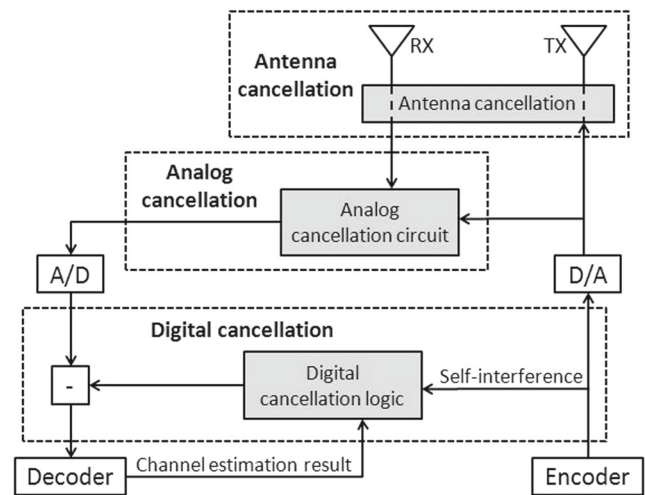 RX
TX
Antenna
cancellation
Antenna cancellation
Analog
cancellation
Analog
cancellation circuit
A/D
D/A
Digital cancellation
-
Digital
cancellation logic
Self-interference
Decoder
Channel estimation result
Encoder